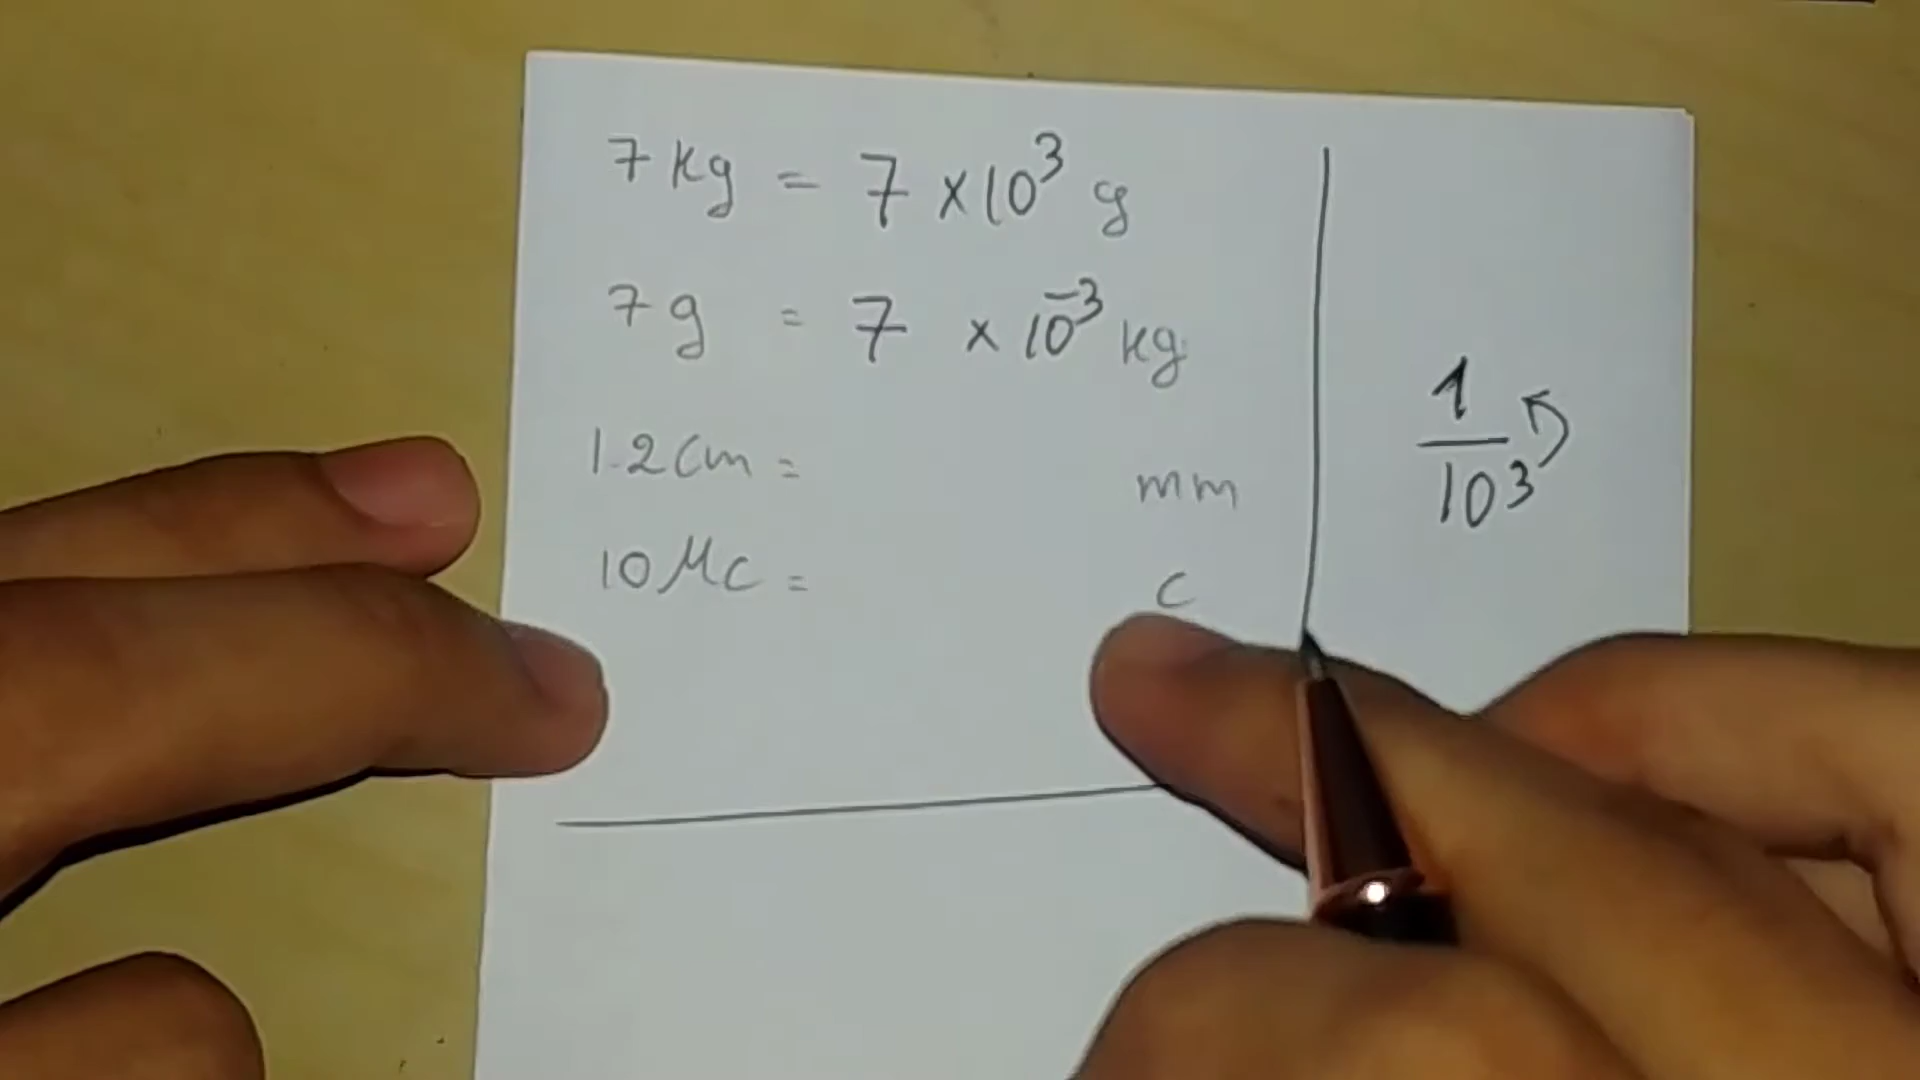 7 kg = 7 × 10³ g
7 g = 7 × 10⁻³ kg
1.2 cm = mm
10 μc = c
1
10³